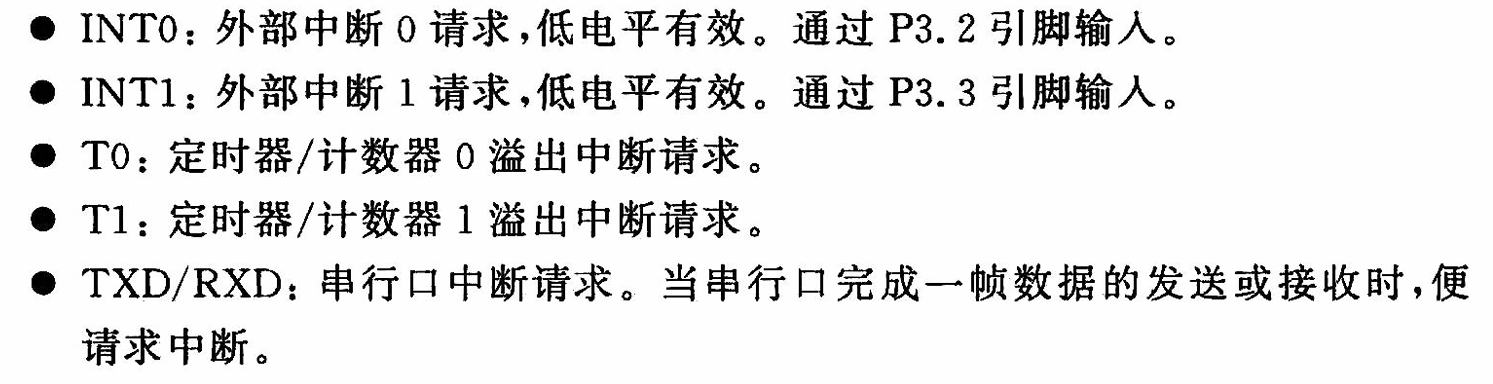 ● INT0：外部中断 0 请求，低电平有效。通过 P3.2 引脚输入。
● INT1：外部中断 1 请求，低电平有效。通过 P3.3 引脚输入。
● T0：定时器/计数器 0 溢出中断请求。
● T1：定时器/计数器 1 溢出中断请求。
● TXD/RXD：串行口中断请求。当串行口完成一帧数据的发送或接收时，便
请求中断。